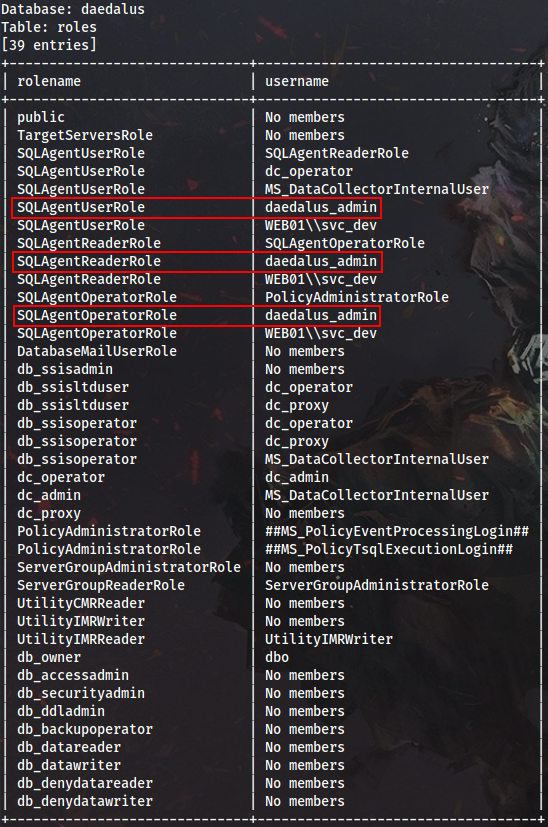 Database: daedalus
Table: roles
[39 entries]
+----------------------------+---------------------------------+
| rolename | username |
+----------------------------+---------------------------------+
| public | No members
| TargetServersRole | No members
| SQLAgentUserRole | SQLAgentReaderRole
| SQLAgentUserRole | dc_operator
| SQLAgentUserRole | MS_DataCollectorInternalUser
| SQLAgentUserRole | daedalus_admin
| SQLAgentUserRole | WEB01\\svc_dev
| SQLAgentReaderRole | SQLAgentOperatorRole
| SQLAgentReaderRole | daedalus_admin
| SQLAgentReaderRole | WEB01\\svc_dev
| SQLAgentOperatorRole | PolicyAdministratorRole
| SQLAgentOperatorRole | daedalus_admin
| SQLAgentOperatorRole | WEB01\\svc_dev
| DatabaseMailUserRole | No members
| db_ssisadmin | No members
| db_ssisltduser | dc_operator
| db_ssisltduser | dc_proxy
| db_ssisoperator | dc_operator
| db_ssisoperator | dc_proxy
| db_ssisoperator | MS_DataCollectorInternalUser
| dc_operator | dc_admin
| dc_admin | MS_DataCollectorInternalUser
| dc_proxy | No members
| PolicyAdministratorRole | ##MS_PolicyEventProcessingLogin##
| PolicyAdministratorRole | ##MS_PolicyTsqlExecutionLogin##
| ServerGroupAdministratorRole | No members
| ServerGroupReaderRole | ServerGroupAdministratorRole
| UtilityCMRReader | No members
| UtilityIMRWriter | No members
| UtilityIMRReader | UtilityIMRWriter
| db_owner | dbo
| db_accessadmin | No members
| db_securityadmin | No members
| db_ddladmin | No members
| db_backupoperator | No members
| db_datareader | No members
| db_datawriter | No members
| db_denydatareader | No members
| db_denydatawriter | No members
+----------------------------+---------------------------------+